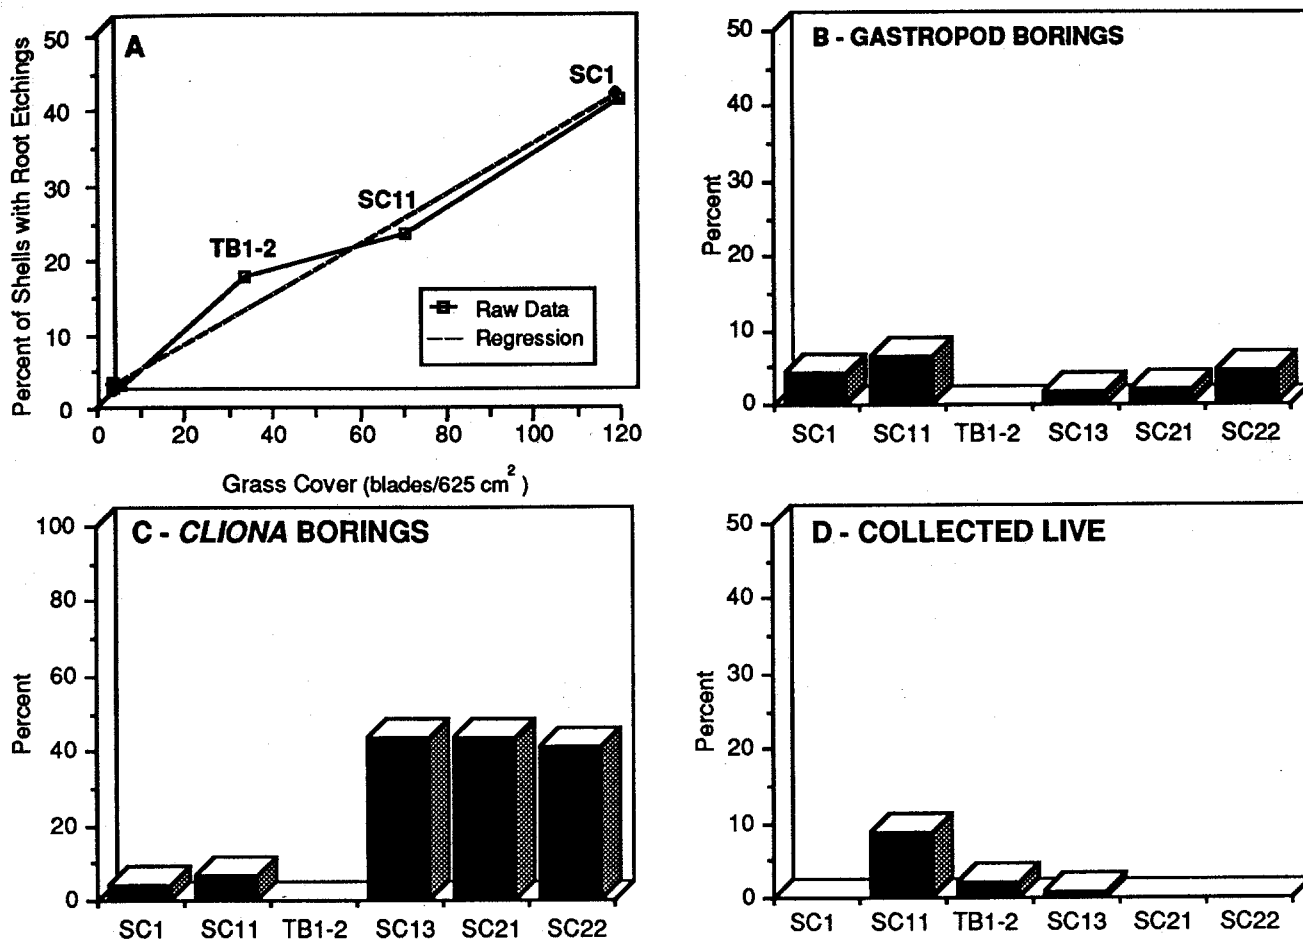 A
50
40
30
20
10
0
Percent of Shells with Root Etchings
SC1
SC11
TB1-2
Raw Data
Regression
0 20 40 60 80 100 120
Grass Cover (blades/625 cm²)
B - GASTROPOD BORINGS
50
40
30
20
10
0
Percent
SC1 SC11 TB1-2 SC13 SC21 SC22
C - CLIONA BORINGS
100
80
60
40
20
0
Percent
SC1 SC11 TB1-2 SC13 SC21 SC22
D - COLLECTED LIVE
50
40
30
20
10
0
Percent
SC1 SC11 TB1-2 SC13 SC21 SC22